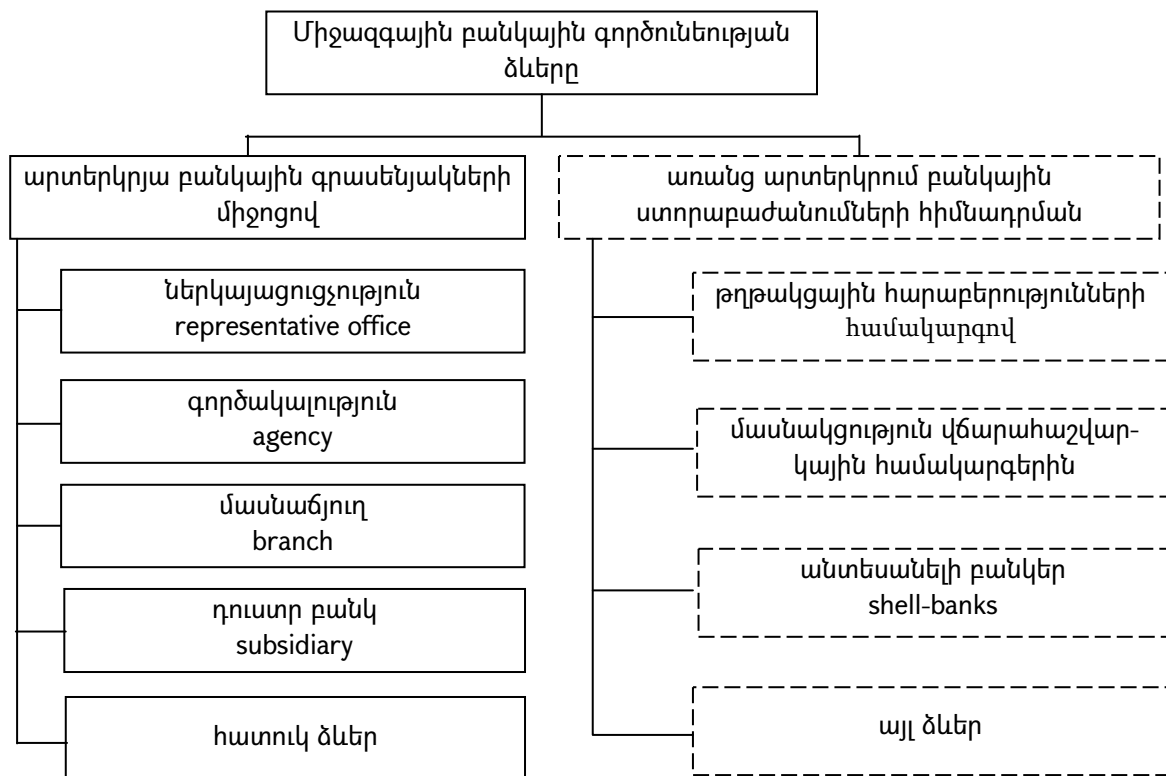 Միջազգային բանկային գործունեության
ձևերը
արտերկրյա բանկային գրասենյակների
միջոցով
ներկայացուցչություն
representative office
գործակալություն
agency
մասնաճյուղ
branch
դուստր բանկ
subsidiary
հատուկ ձևեր
առանց արտերկրում բանկային
ստորաբաժանումների հիմնադրման
թղթակցային հարաբերությունների
համակարգով
մասնակցություն վճարահաշվար-
կային համակարգերին
անտեսանելի բանկեր
shell-banks
այլ ձևեր